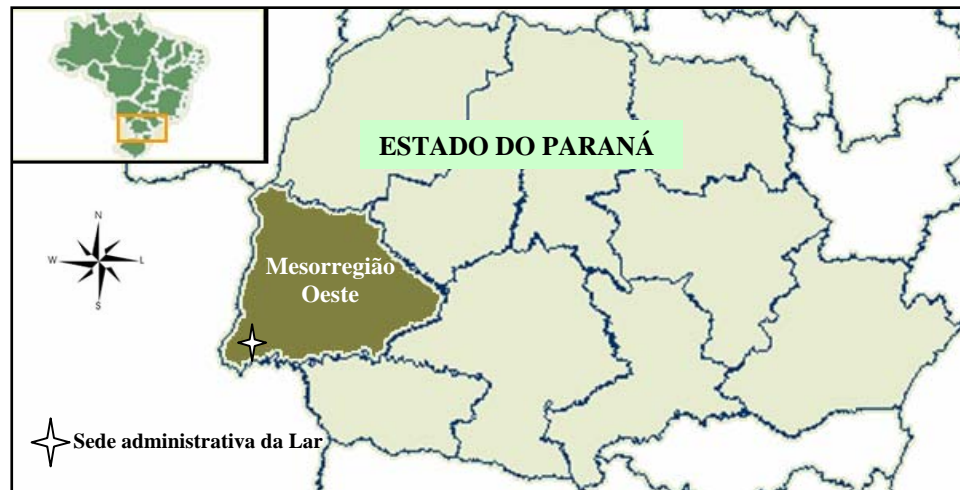 ESTADO DO PARANÁ
N
W
L
S
Mesorregião
Oeste
Sede administrativa da Lar